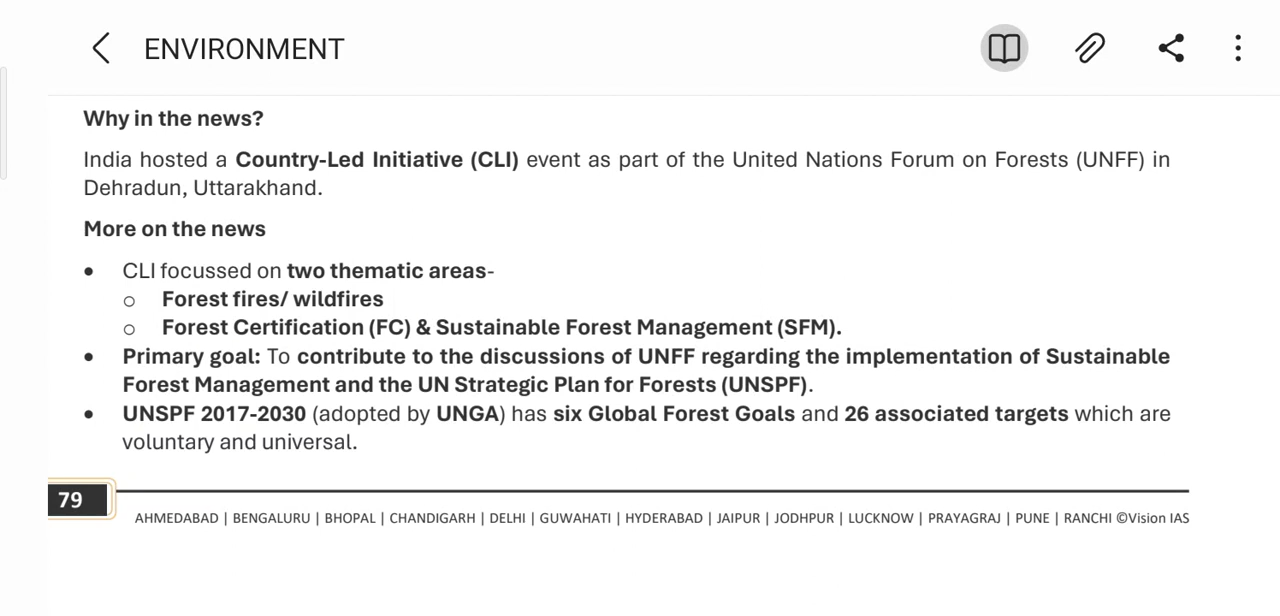 ENVIRONMENT
Why in the news?
India hosted a Country-Led Initiative (CLI) event as part of the United Nations Forum on Forests (UNFF) in
Dehradun, Uttarakhand.
More on the news
• CLI focussed on two thematic areas-
o Forest fires/ wildfires
o Forest Certification (FC) & Sustainable Forest Management (SFM).
• Primary goal: To contribute to the discussions of UNFF regarding the implementation of Sustainable
Forest Management and the UN Strategic Plan for Forests (UNSPF).
• UNSPF 2017-2030 (adopted by UNGA) has six Global Forest Goals and 26 associated targets which are
voluntary and universal.
79
AHMEDABAD | BENGALURU | BHOPAL | CHANDIGARH | DELHI | GUWAHATI | HYDERABAD | JAIPUR | JODHPUR | LUCKNOW | PRAYAGRAJ | PUNE | RANCHI ©Vision IAS